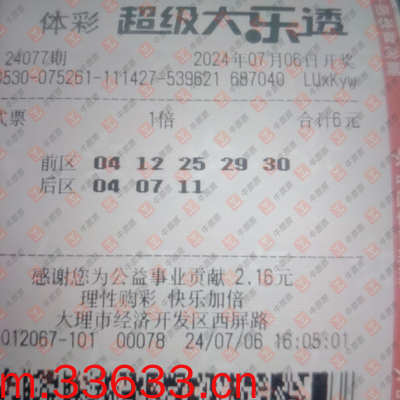 体彩 超级大乐透
24077期 2024年07月06日开奖
0530-075261-111427-539621 687040 LUxKyw
式票 1倍 合计6元
前区 04 12 25 29 30
后区 04 07 11
感谢您为公益事业贡献 2.16元
理性购彩 快乐加倍
大理市经济开发区西屏路
012067-101 00078 24/07/06 16:05:01
m.33633.cn